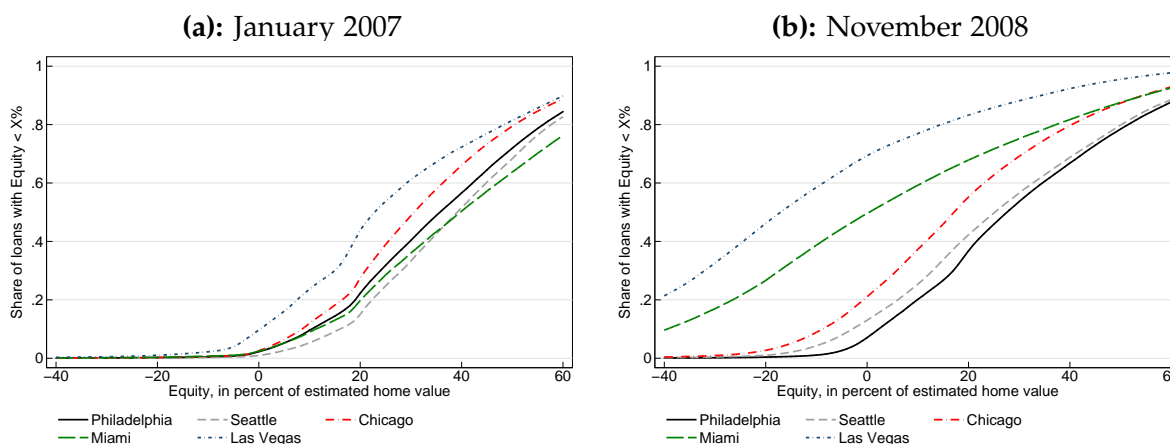 (a): January 2007
Share of loans with Equity < X%
1
.8
.6
.4
.2
0
−40 −20 0 20 40 60
Equity, in percent of estimated home value
Philadelphia Seattle Chicago
Miami Las Vegas
(b): November 2008
Share of loans with Equity < X%
1
.8
.6
.4
.2
0
−40 −20 0 20 40 60
Equity, in percent of estimated home value
Philadelphia Seattle Chicago
Miami Las Vegas